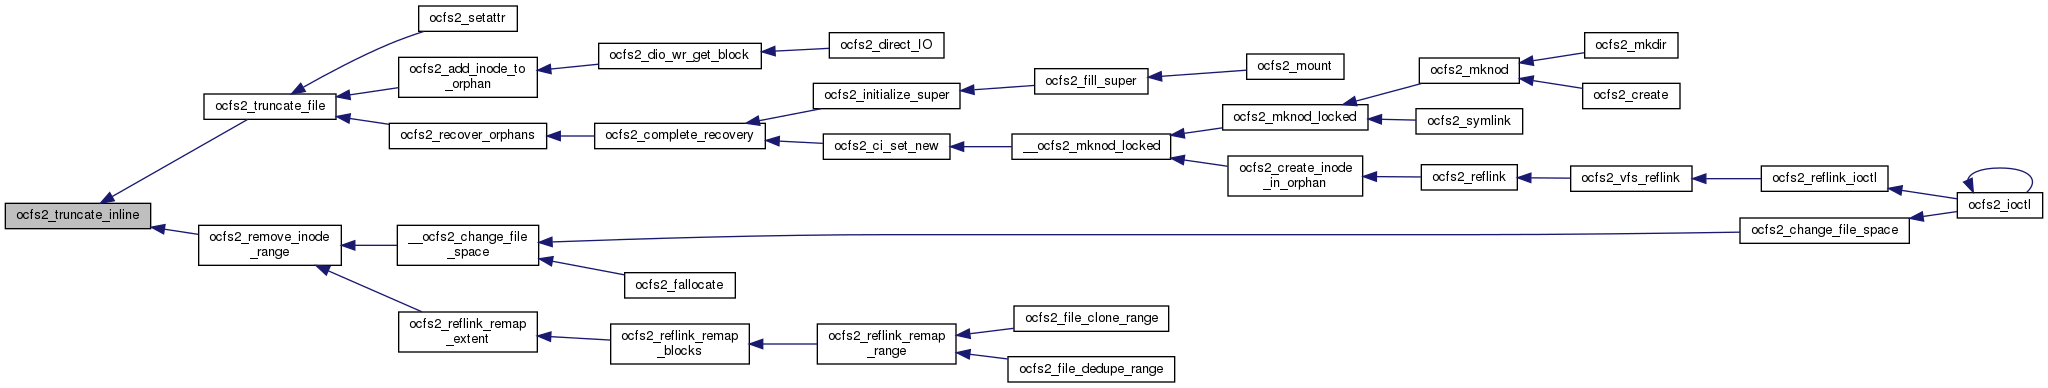 ocfs2_setattr
ocfs2_direct_IO
ocfs2_mkdir
ocfs2_dio_wr_get_block
ocfs2_mount
ocfs2_add_inode_to
_orphan
ocfs2_mknod
ocfs2_fill_super
ocfs2_initialize_super
ocfs2_create
ocfs2_truncate_file
ocfs2_mknod_locked
ocfs2_symlink
ocfs2_recover_orphans
ocfs2_complete_recovery
ocfs2_ci_set_new
__ocfs2_mknod_locked
ocfs2_create_inode
_in_orphan
ocfs2_reflink
ocfs2_vfs_reflink
ocfs2_reflink_ioctl
ocfs2_ioctl
ocfs2_truncate_inline
ocfs2_change_file_space
ocfs2_remove_inode
_range
__ocfs2_change_file
_space
ocfs2_fallocate
ocfs2_file_clone_range
ocfs2_reflink_remap
_extent
ocfs2_reflink_remap
_blocks
ocfs2_reflink_remap
_range
ocfs2_file_dedupe_range